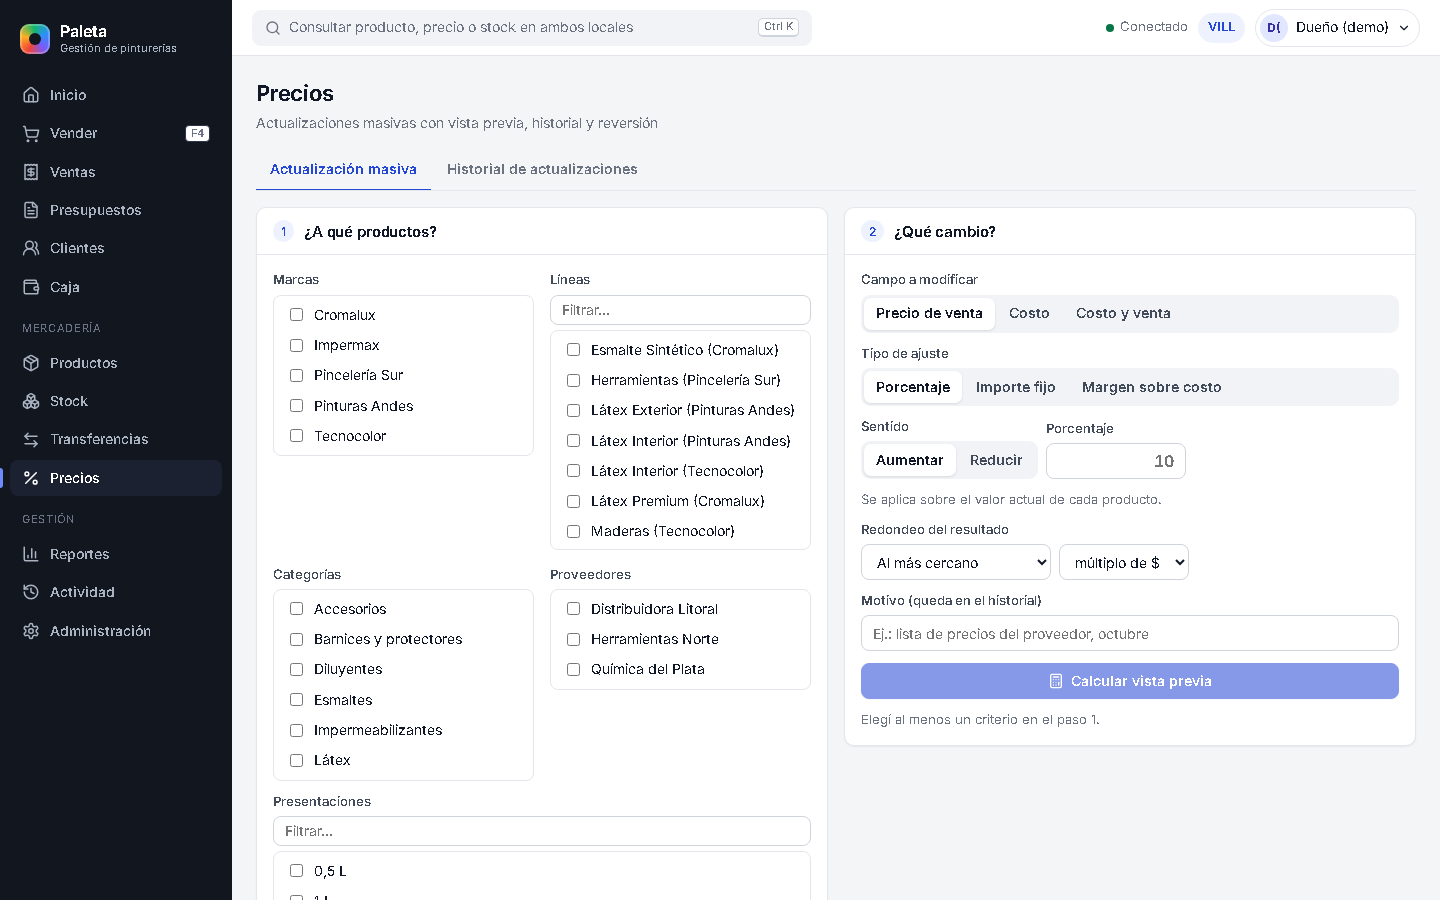 Paleta
Gestión de pinturerías
Inicio
Vender F4
Ventas
Presupuestos
Clientes
Caja
MERCADERÍA
Productos
Stock
Transferencias
Precios
GESTIÓN
Reportes
Actividad
Administración
Consultar producto, precio o stock en ambos locales Ctrl K
Conectado VILL D( Dueño (demo)
Precios
Actualizaciones masivas con vista previa, historial y reversión
Actualización masiva Historial de actualizaciones
1 ¿A qué productos?
Marcas
Cromalux
Impermax
Pincelería Sur
Pinturas Andes
Tecnocolor
Líneas
Filtrar...
Esmalte Sintético (Cromalux)
Herramientas (Pincelería Sur)
Látex Exterior (Pinturas Andes)
Látex Interior (Pinturas Andes)
Látex Interior (Tecnocolor)
Látex Premium (Cromalux)
Maderas (Tecnocolor)
Categorías
Accesorios
Barnices y protectores
Diluyentes
Esmaltes
Impermeabilizantes
Látex
Proveedores
Distribuidora Litoral
Herramientas Norte
Química del Plata
Presentaciones
Filtrar...
0,5 L
2 ¿Qué cambio?
Campo a modificar
Precio de venta Costo Costo y venta
Tipo de ajuste
Porcentaje Importe fijo Margen sobre costo
Sentido Porcentaje
Aumentar Reducir 10
Se aplica sobre el valor actual de cada producto.
Redondeo del resultado
Al más cercano múltiplo de $
Motivo (queda en el historial)
Ej.: lista de precios del proveedor, octubre
Calcular vista previa
Elegí al menos un criterio en el paso 1.